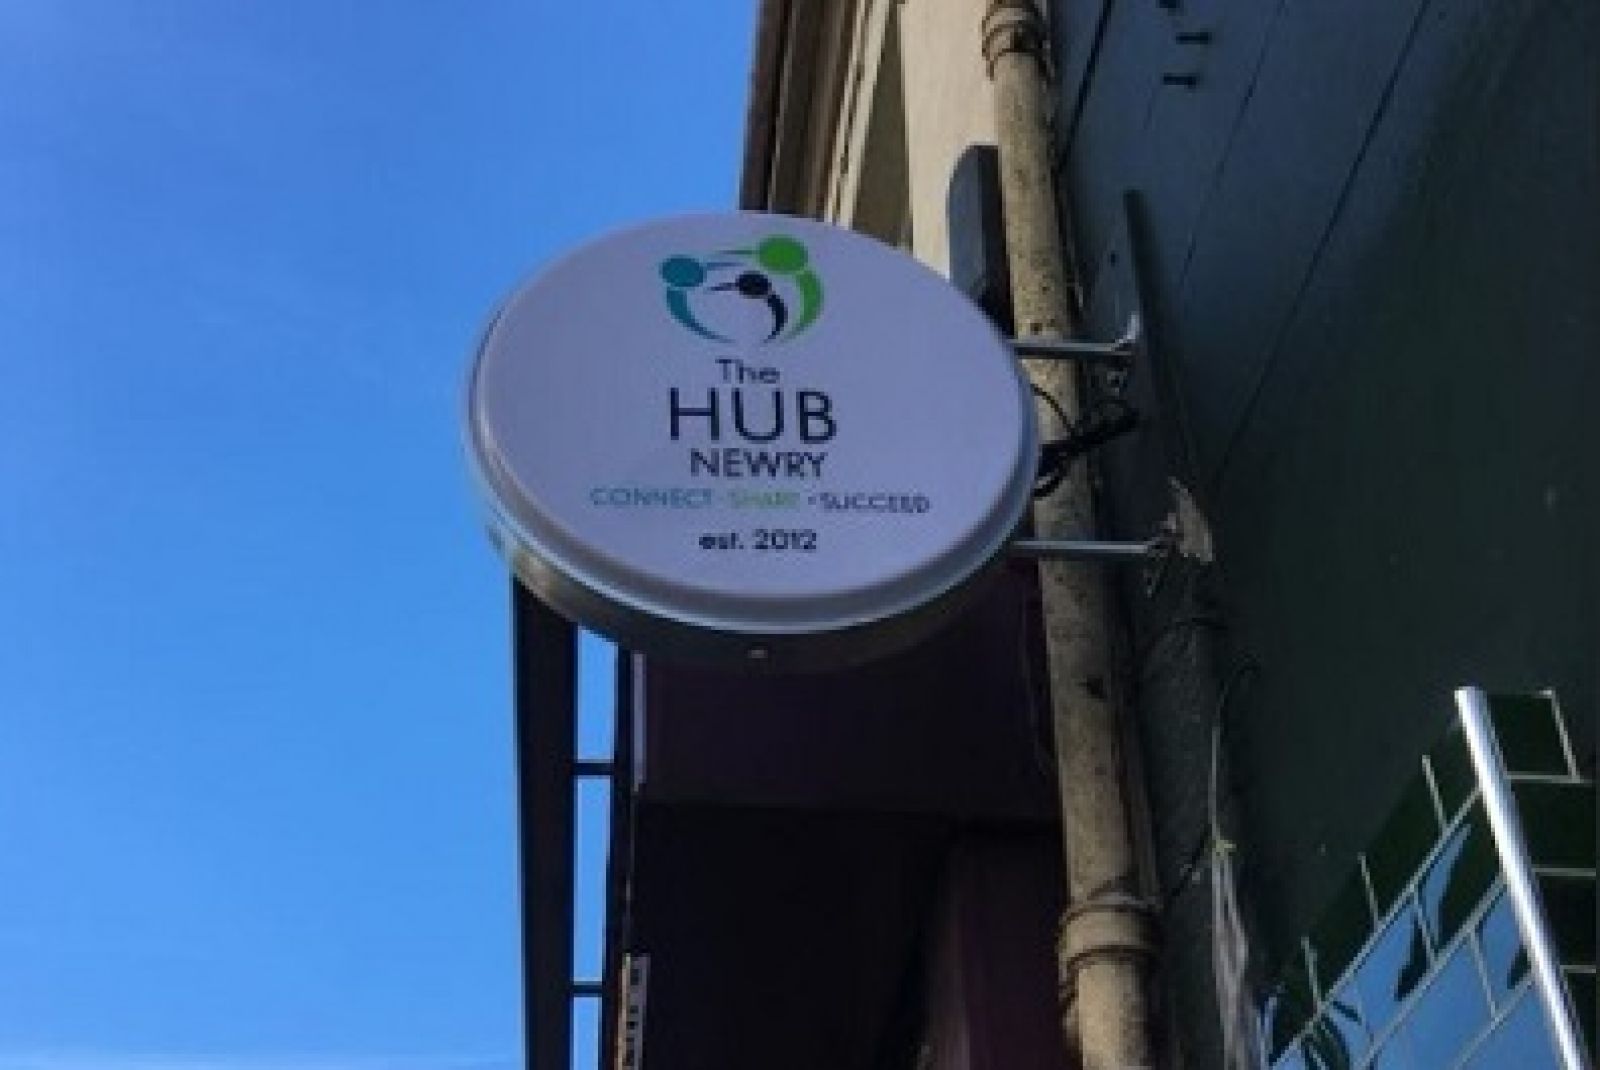 The
HUB
NEWRY
CONNECT · SHARE · SUCCEED
est. 2012